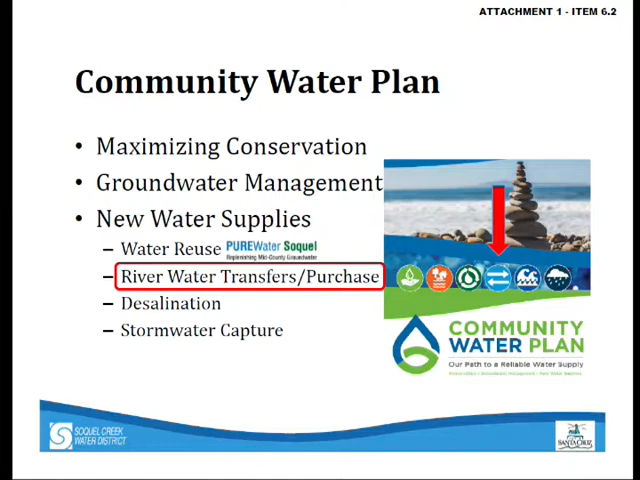 ATTACHMENT 1 - ITEM 6.2
Community Water Plan
• Maximizing Conservation
• Groundwater Management
• New Water Supplies
– Water Reuse PUREWater Soquel
Replenishing Mid-County Groundwater
– River Water Transfers/Purchase
– Desalination
– Stormwater Capture
COMMUNITY
WATER PLAN
Our Path to a Reliable Water Supply
SOQUEL CREEK
WATER DISTRICT
SANTA CRUZ